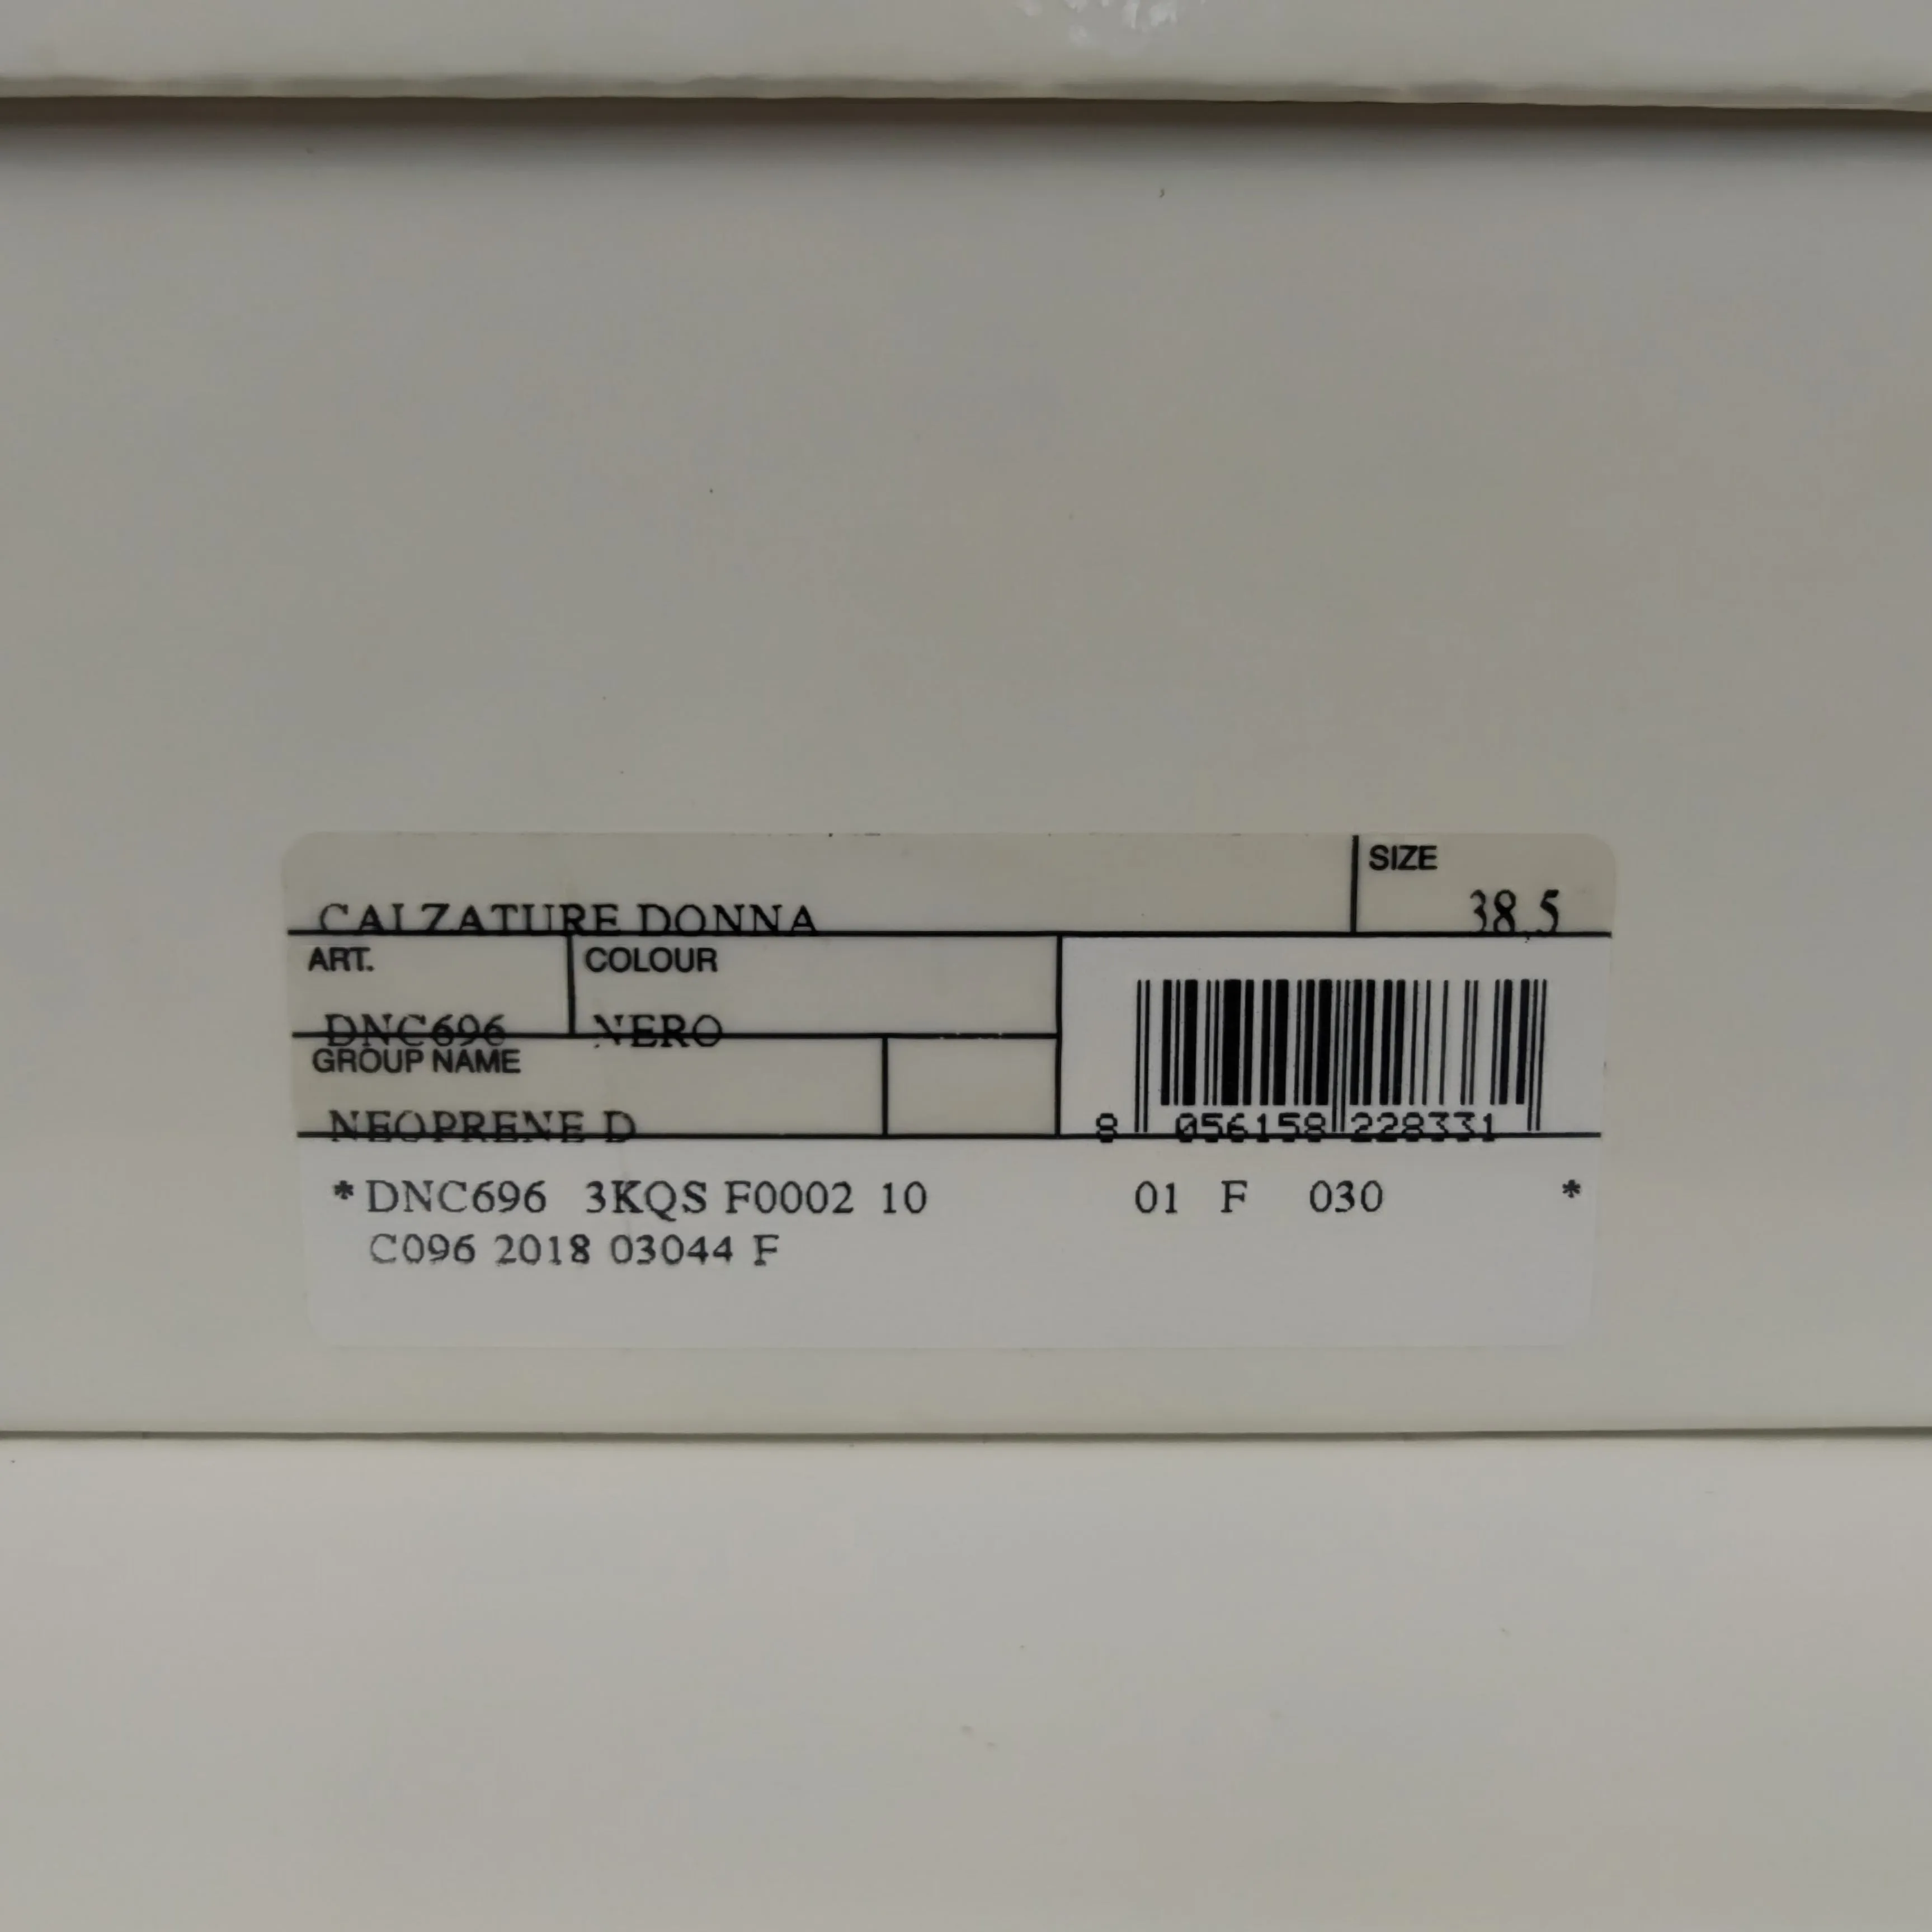 SIZE
CALZATURE DONNA 38.5
ART. COLOUR
DNC696 NERO
GROUP NAME
NEOPRENE D
8 056158 228331
*DNC696 3KQS F0002 10 01 F 030 *
C096 2018 03044 F